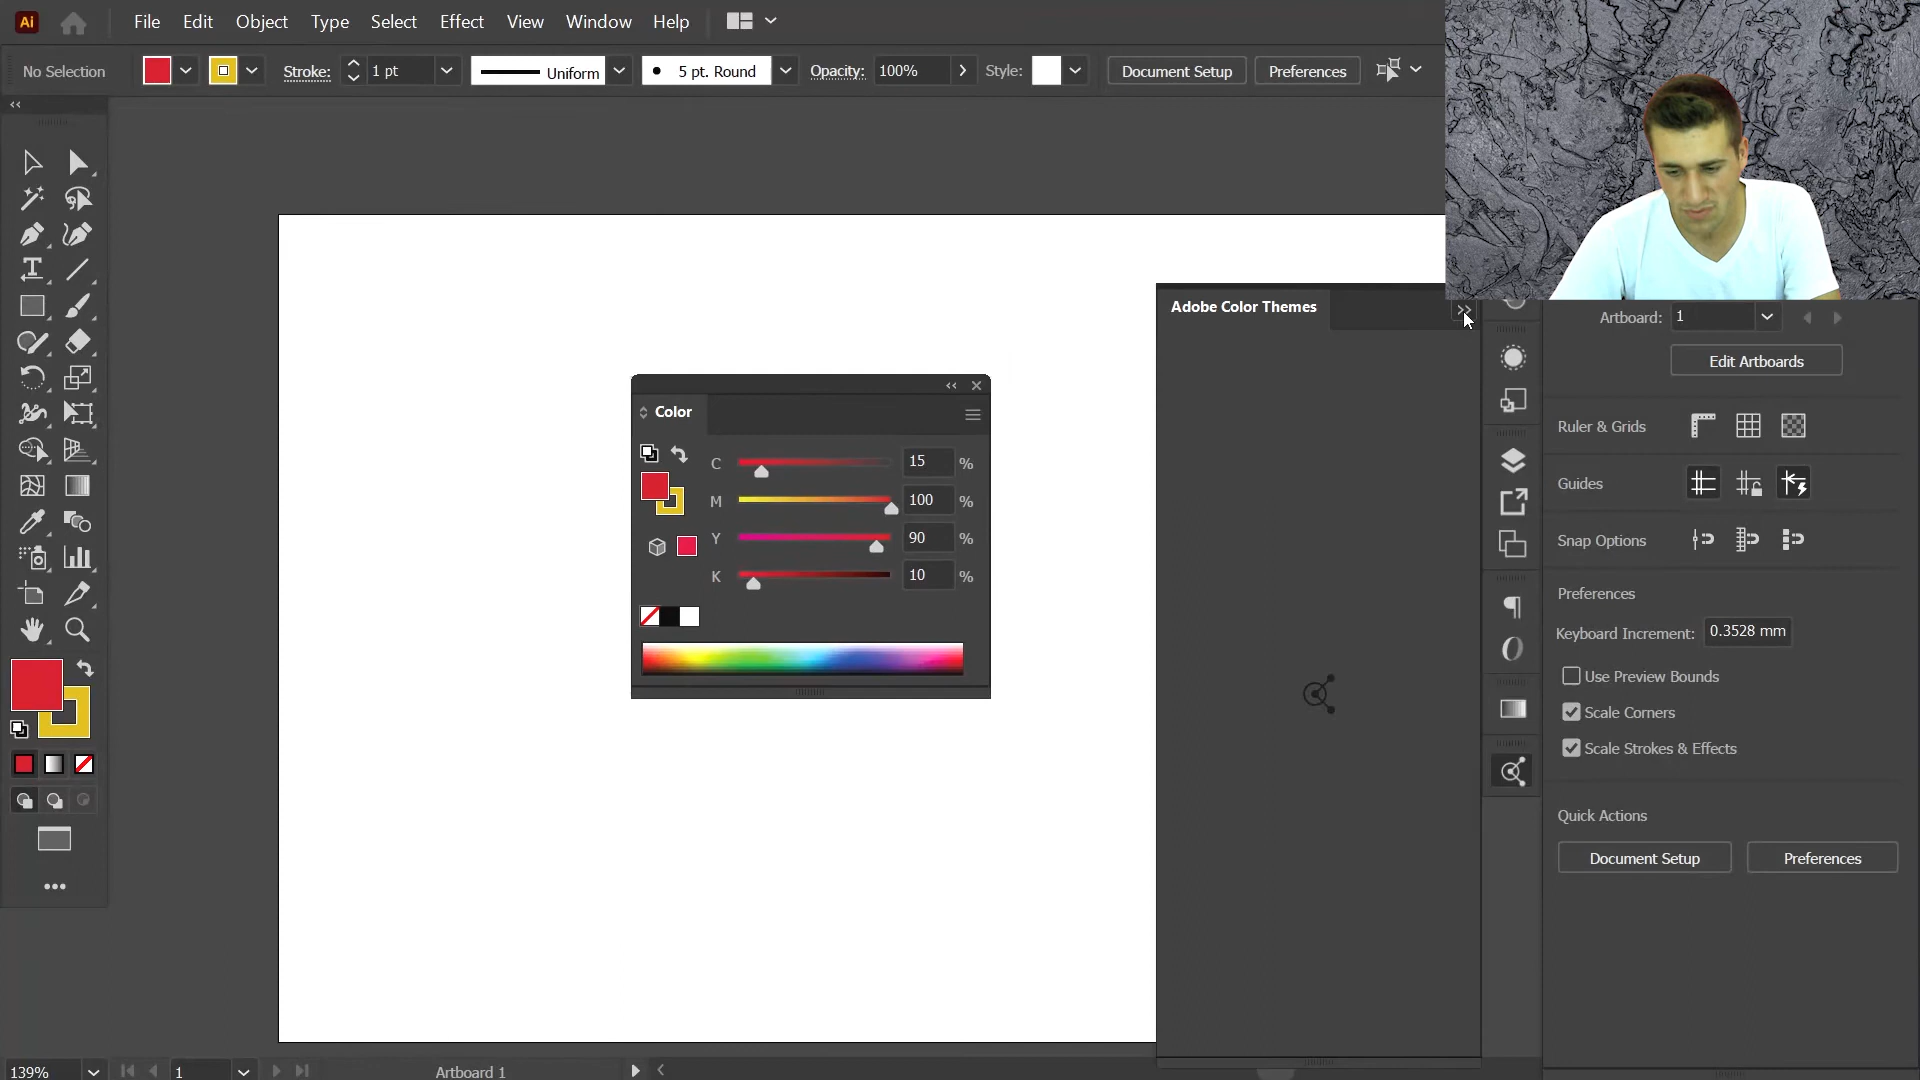 Ai File Edit Object Type Select Effect View Window Help
No Selection Stroke: 1 pt Uniform 5 pt. Round Opacity: 100% Style: Document Setup Preferences
Adobe Color Themes
Artboard: 1
Edit Artboards
Color
C 15 %
M 100 %
Y 90 %
K 10 %
Ruler & Grids
Guides
Snap Options
Preferences
Keyboard Increment: 0.3528 mm
Use Preview Bounds
Scale Corners
Scale Strokes & Effects
Quick Actions
Document Setup Preferences
139% 1 Artboard 1